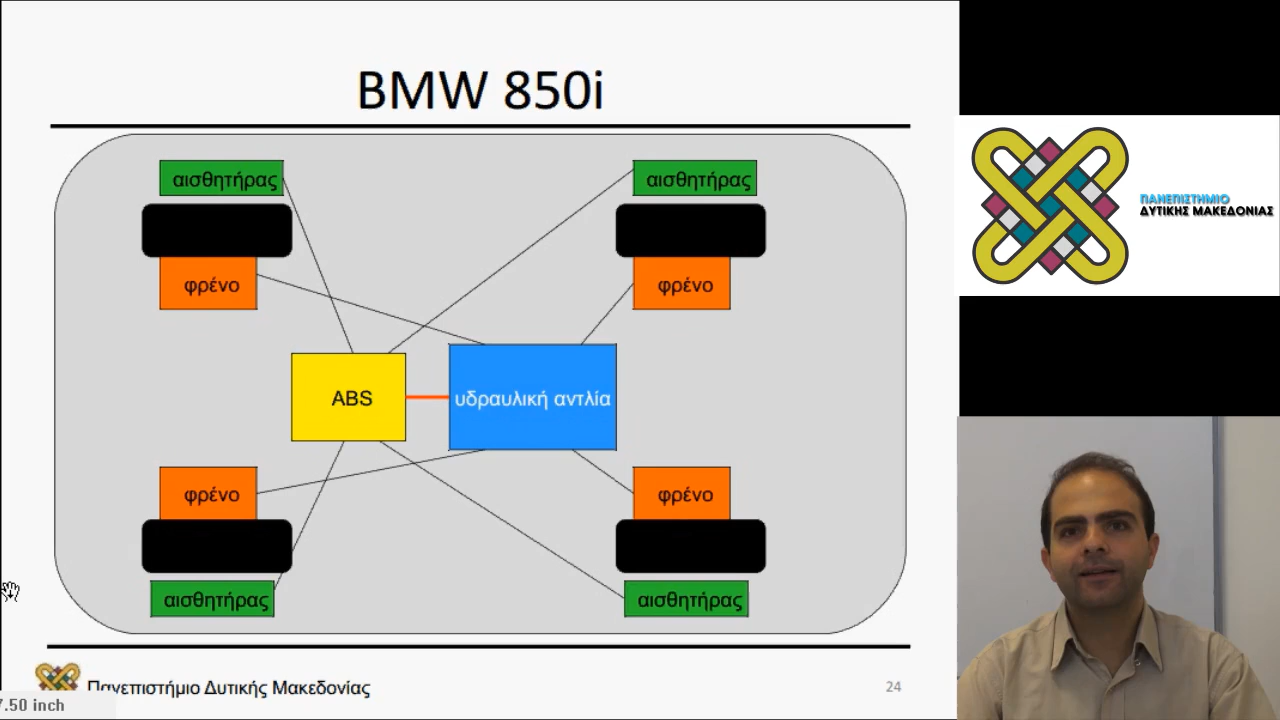 BMW 850i
αισθητήρας
αισθητήρας
φρένο
φρένο
ABS
υδραυλική αντλία
φρένο
φρένο
αισθητήρας
αισθητήρας
Πανεπιστήμιο Δυτικής Μακεδονίας
24
7.50 inch
ΠΑΝΕΠΙΣΤΗΜΙΟ
ΔΥΤΙΚΗΣ ΜΑΚΕΔΟΝΙΑΣ